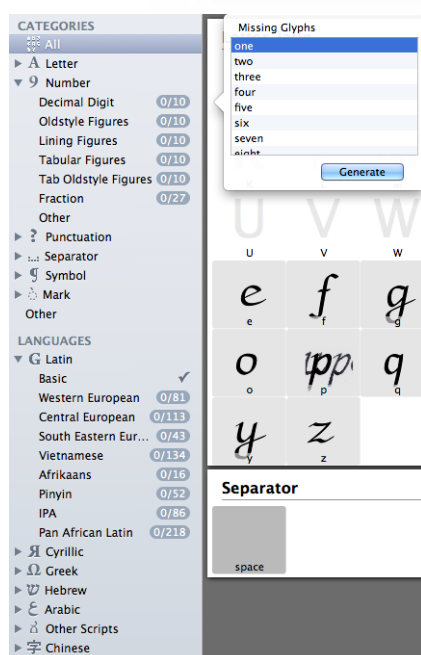 CATEGORIES
All
A Letter
9 Number
Decimal Digit 0/10
Oldstyle Figures 0/10
Lining Figures 0/10
Tabular Figures 0/10
Tab Oldstyle Figures 0/10
Fraction 0/27
Other
? Punctuation
Separator
Symbol
Mark
Other
LANGUAGES
G Latin
Basic ✓
Western European 0/81
Central European 0/113
South Eastern Eur... 0/43
Vietnamese 0/134
Afrikaans 0/16
Pinyin 0/52
IPA 0/86
Pan African Latin 0/218
Я Cyrillic
Ω Greek
Hebrew
Arabic
Other Scripts
字 Chinese
Missing Glyphs
one
two
three
four
five
six
seven
eight
Generate
U V W
U V W
e f g
e f g
o p q
o p q
y z
y z
Separator
space